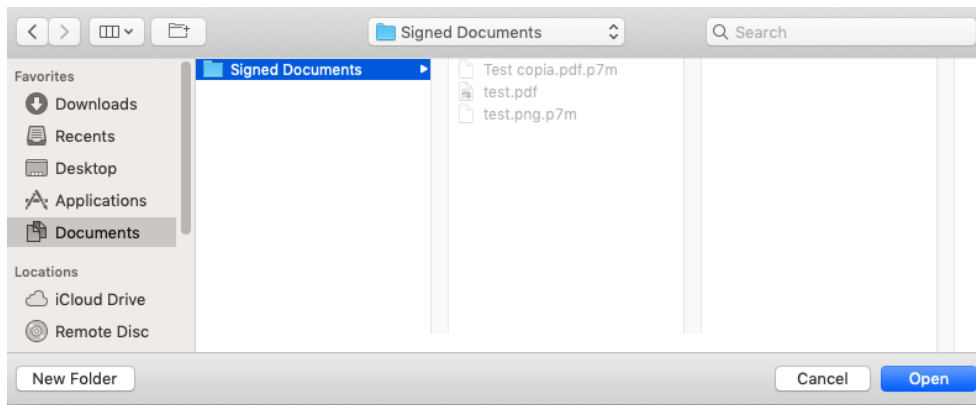 Signed Documents
Search
Favorites
Downloads
Recents
Desktop
Applications
Documents
Locations
iCloud Drive
Remote Disc
Signed Documents
Test copia.pdf.p7m
test.pdf
test.png.p7m
New Folder
Cancel
Open